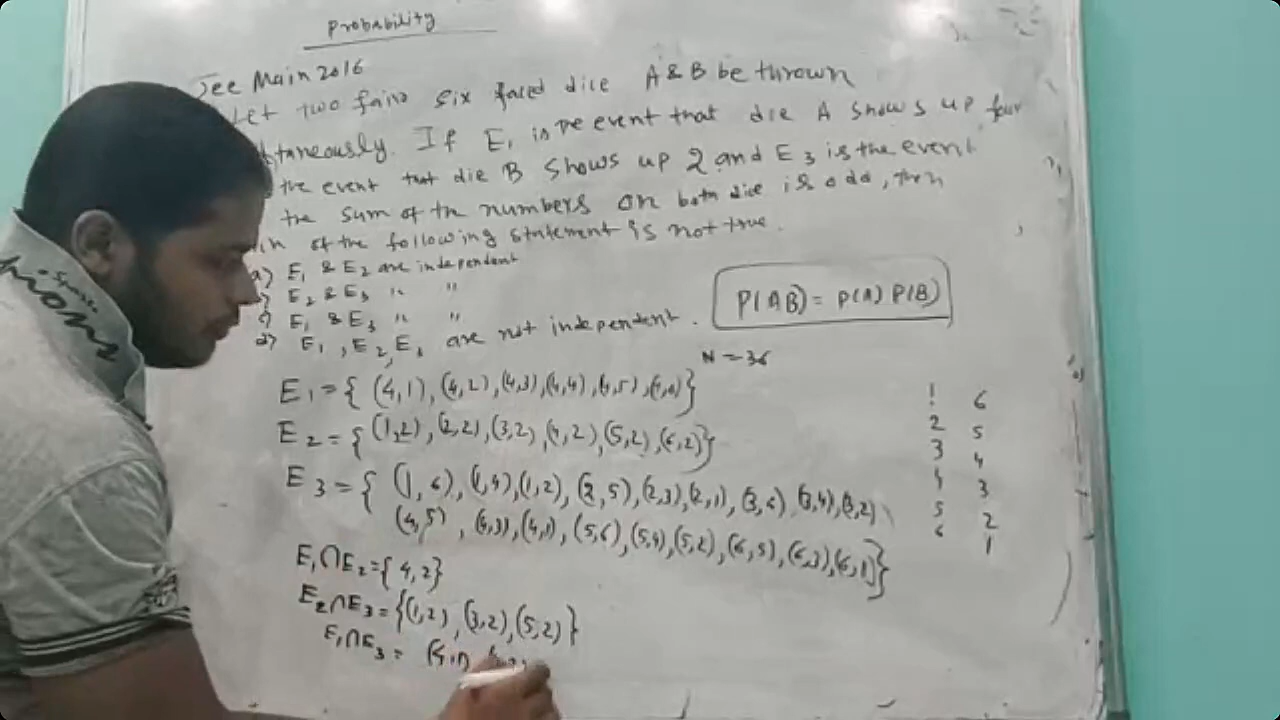 Probability
Jee Main 2016
Let two fair six faced dice A & B be thrown
taneously. If E₁ is the event that die A shows up four
the event that die B shows up 2 and E3 is the event
the sum of the numbers on both dice is odd, then
of the following statement is not true.
a) E₁ & E₂ are independent
E₂ & E₃ " "
c) E₁ & E₃ " "
d) E₁, E₂, E₃ are not independent.
P(AB) = P(A) P(B)
N = 36
E₁ = { (4,1), (4,2), (4,3), (4,4), (4,5), (4,6)}
E₂ = { (1,2), (2,2), (3,2), (4,2), (5,2), (6,2)}
E₃ = { (1,6), (1,4), (1,2), (2,5), (2,3), (2,1), (3,6), (3,4), (3,2)
(4,5), (4,3), (4,1), (5,6), (5,4), (5,2), (6,5), (6,3), (6,1)}
1 6
2 5
3 4
4 3
5 2
6 1
E₁∩E₂ = { 4,2}
E₂∩E₃ = {(1,2), (3,2), (5,2)}
E₁∩E₃ = (4,1)
Space